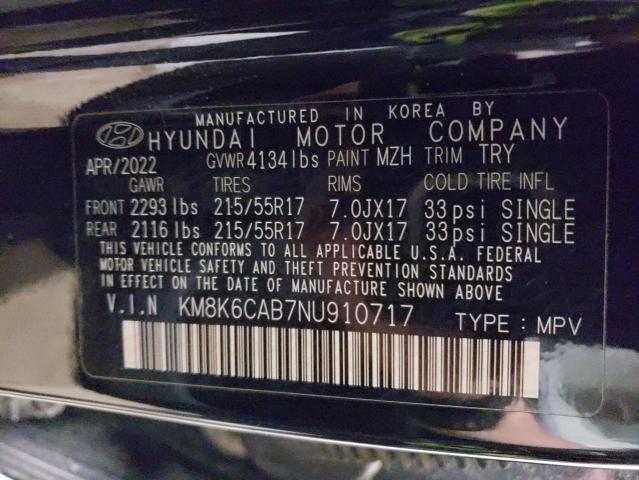 MANUFACTURED IN KOREA BY
HYUNDAI MOTOR COMPANY
APR/2022 GVWR 4134 lbs PAINT MZH TRIM TRY
GAWR TIRES RIMS COLD TIRE INFL
FRONT 2293 lbs 215/55R17 7.0JX17 33 psi SINGLE
REAR 2116 lbs 215/55R17 7.0JX17 33 psi SINGLE
THIS VEHICLE CONFORMS TO ALL APPLICABLE U.S.A. FEDERAL
MOTOR VEHICLE SAFETY AND THEFT PREVENTION STANDARDS
IN EFFECT ON THE DATE OF MANUFACTURE SHOWN ABOVE
V.I.N KM8K6CAB7NU910717 TYPE : MPV